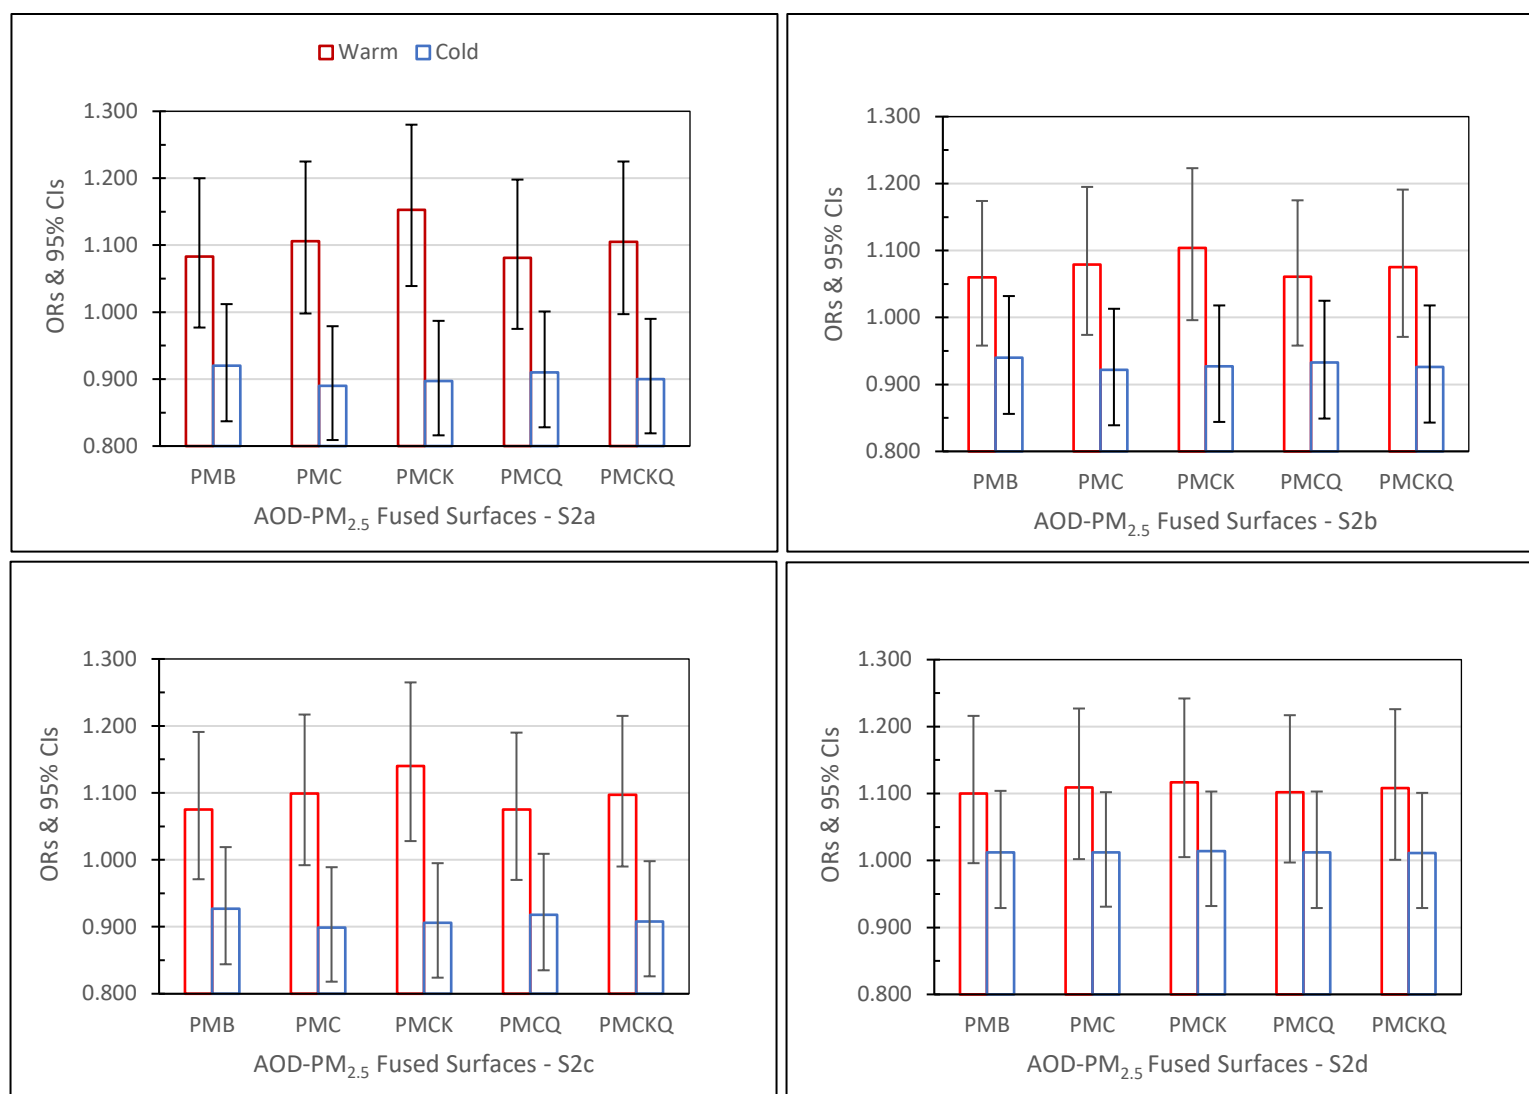 Warm Cold
1.300
1.200
1.100
1.000
0.900
0.800
ORs & 95% CIs
PMB PMC PMCK PMCQ PMCKQ
AOD-PM2.5 Fused Surfaces - S2a
1.300
1.200
1.100
1.000
0.900
0.800
ORs & 95% CIs
PMB PMC PMCK PMCQ PMCKQ
AOD-PM2.5 Fused Surfaces - S2b
1.300
1.200
1.100
1.000
0.900
0.800
ORs & 95% CIs
PMB PMC PMCK PMCQ PMCKQ
AOD-PM2.5 Fused Surfaces - S2c
1.300
1.200
1.100
1.000
0.900
0.800
ORs & 95% CIs
PMB PMC PMCK PMCQ PMCKQ
AOD-PM2.5 Fused Surfaces - S2d